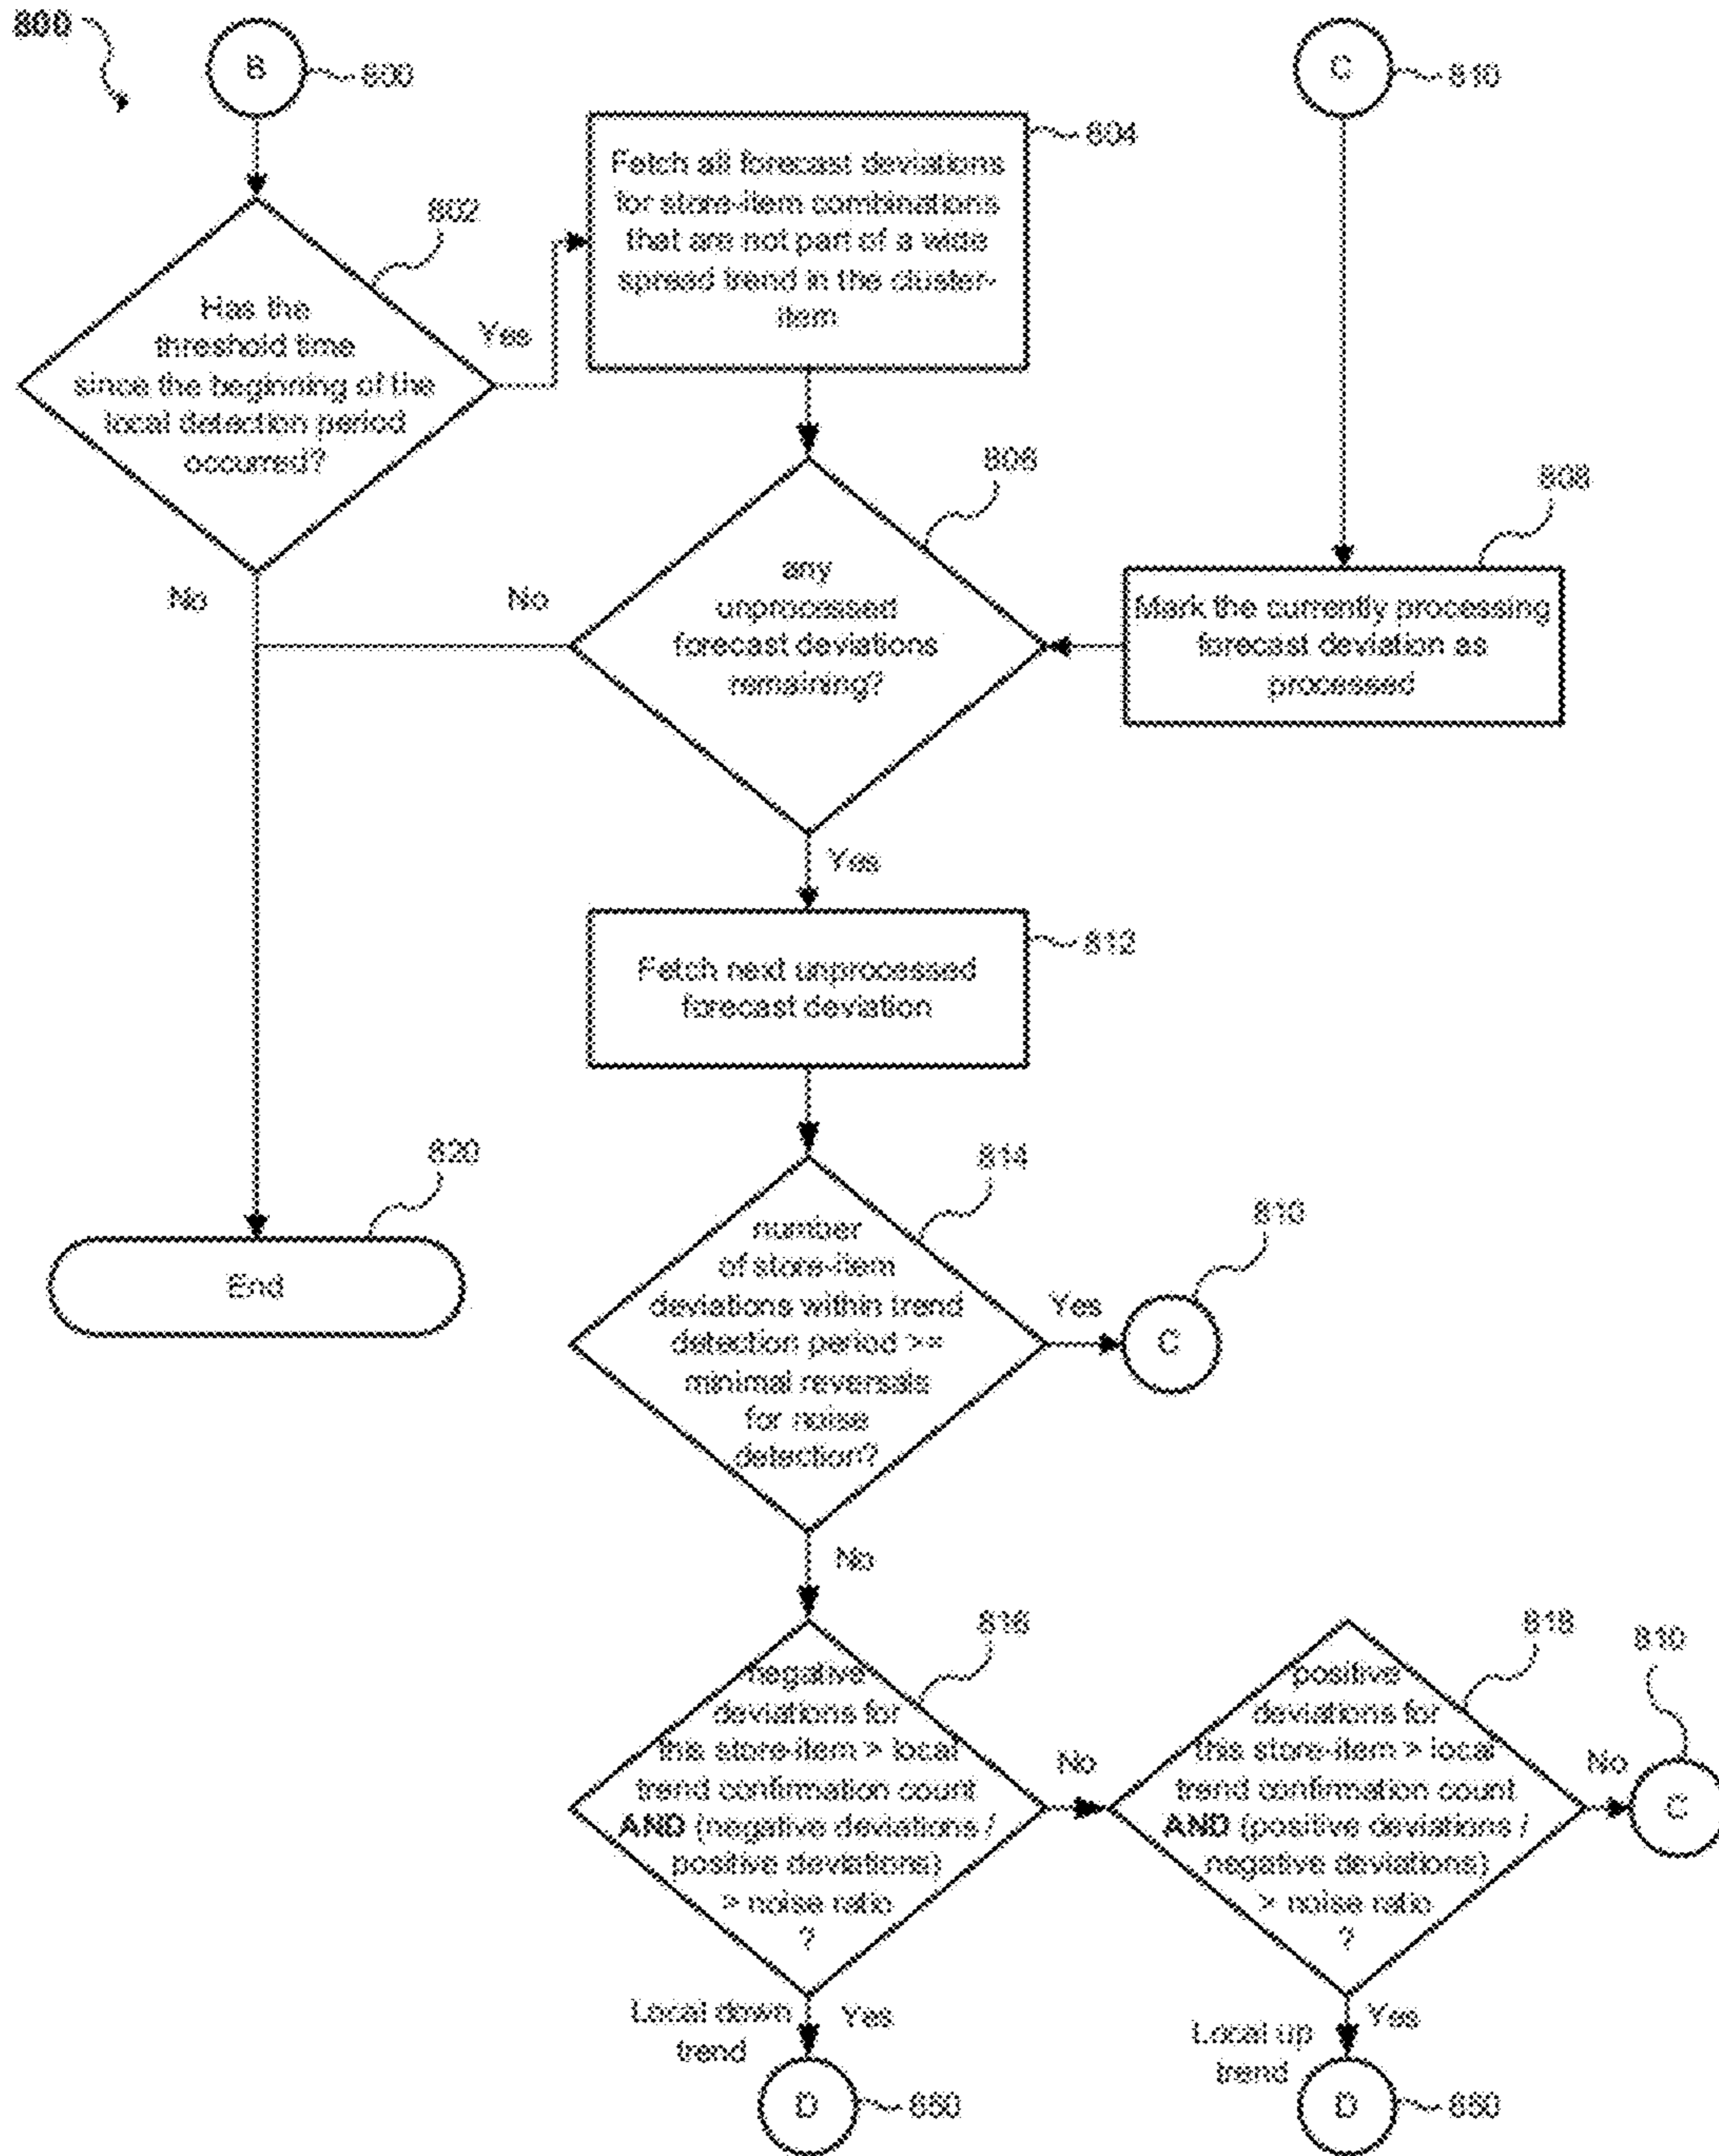 800
B
800
C
810
804
Fetch all forecast deviations
for store-item combinations
that are not part of a wide
spread trend in the cluster-
item
802
Has the
threshold time
since the beginning of the
local detection period
occurred?
Yes
No
806
any
unprocessed
forecast deviations
remaining?
No
Yes
808
Mark the currently processing
forecast deviation as
processed
812
Fetch next unprocessed
forecast deviation
820
End
814
number
of store-item
deviations within trend
detection period >=
minimal reversals
for noise
detection?
Yes
810
C
No
816
negative
deviations for
this store-item > local
trend confirmation count
AND (negative deviations /
positive deviations)
> noise ratio
?
No
818
positive
deviations for
this store-item > local
trend confirmation count
AND (positive deviations /
negative deviations)
> noise ratio
?
No
810
C
Local down
trend
Yes
D
650
Local up
trend
Yes
D
650